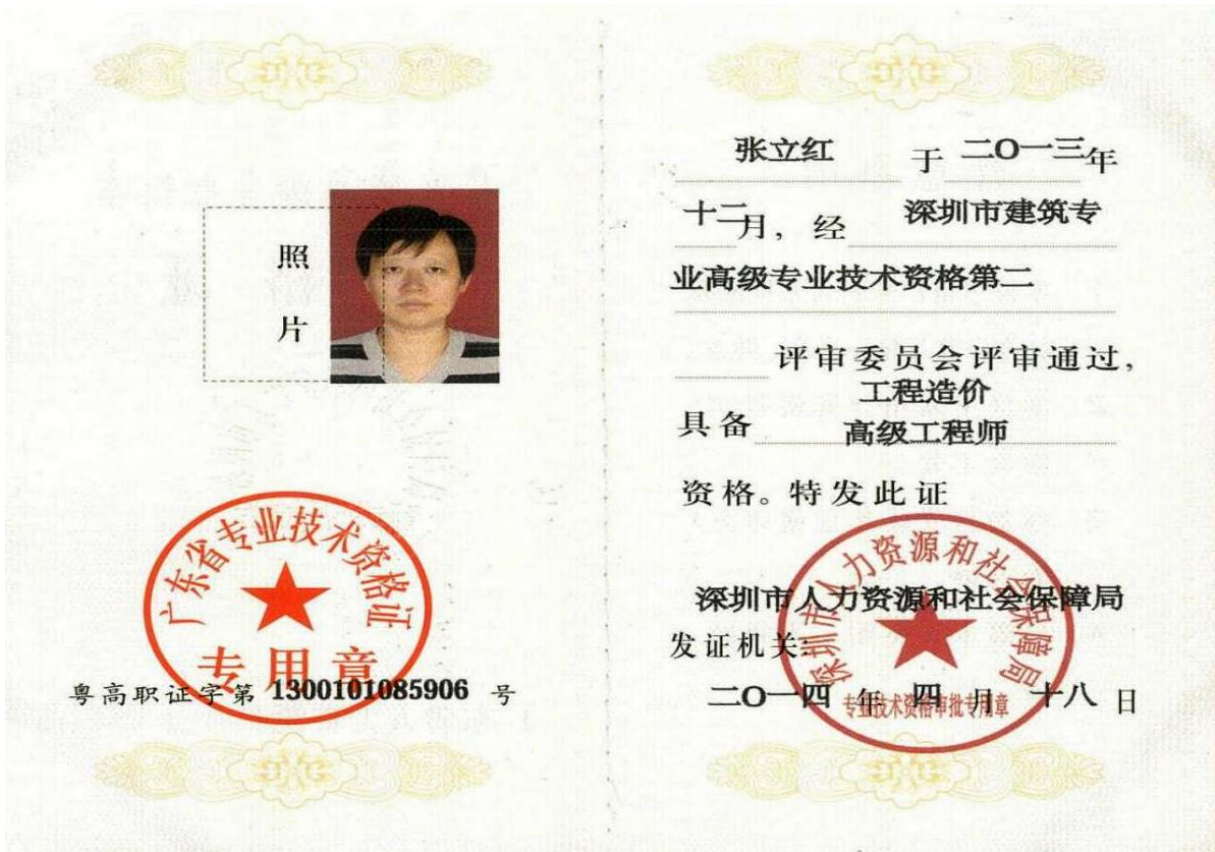 照
片
广东省专业技术资格证
专用章
粤高职证字第 1300101085906 号
张立红 于 二〇一三年
十二月，经 深圳市建筑专
业高级专业技术资格第二
评审委员会评审通过，
工程造价
具备 高级工程师
资格。特发此证
深圳市人力资源和社会保障局
深圳市人力资源和社会保障局
发证机关：
二〇一四 年 四 月 十八 日
专业技术资格审批专用章